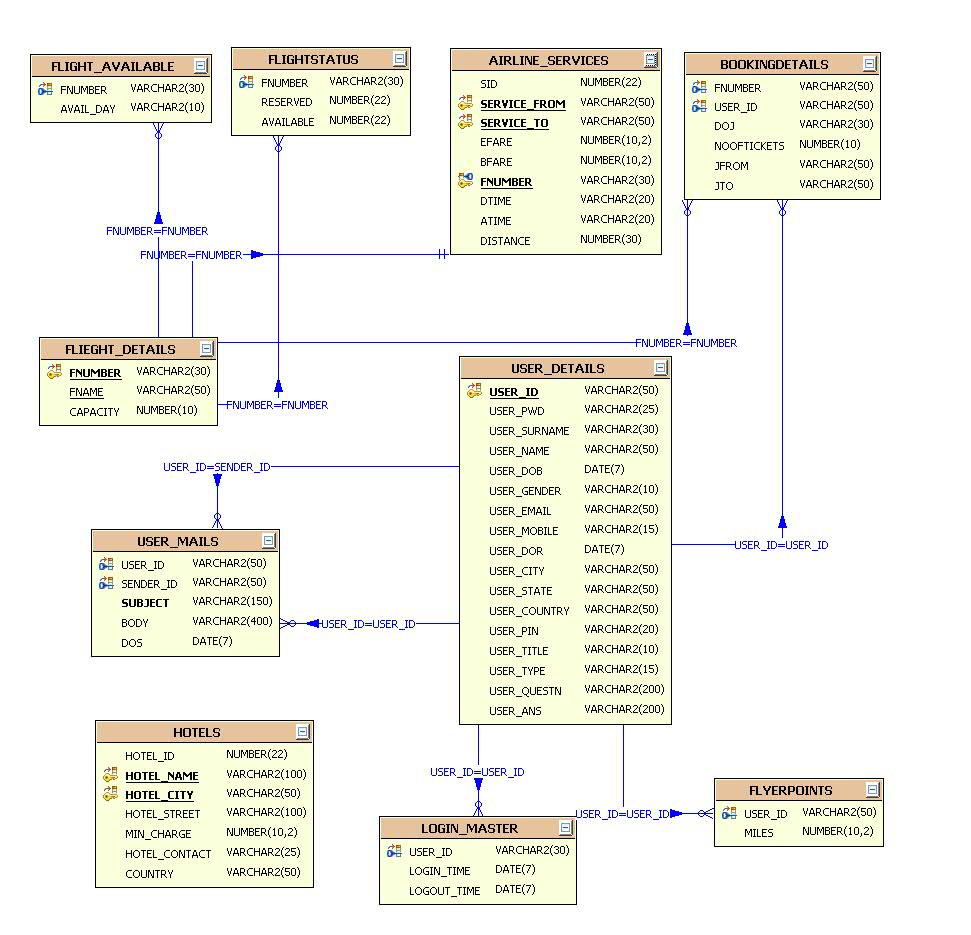 FLIGHT_AVAILABLE
FNUMBER VARCHAR2(30)
AVAIL_DAY VARCHAR2(10)
FLIGHTSTATUS
FNUMBER VARCHAR2(30)
RESERVED NUMBER(22)
AVAILABLE NUMBER(22)
AIRLINE_SERVICES
SID NUMBER(22)
SERVICE_FROM VARCHAR2(50)
SERVICE_TO VARCHAR2(50)
EFARE NUMBER(10,2)
BFARE NUMBER(10,2)
FNUMBER VARCHAR2(30)
DTIME VARCHAR2(20)
ATIME VARCHAR2(20)
DISTANCE NUMBER(30)
BOOKINGDETAILS
FNUMBER VARCHAR2(50)
USER_ID VARCHAR2(50)
DOJ VARCHAR2(30)
NOOFTICKETS NUMBER(10)
JFROM VARCHAR2(50)
JTO VARCHAR2(50)
FNUMBER=FNUMBER
FNUMBER=FNUMBER
FNUMBER=FNUMBER
FLIEGHT_DETAILS
FNUMBER VARCHAR2(30)
FNAME VARCHAR2(50)
CAPACITY NUMBER(10)
FNUMBER=FNUMBER
USER_DETAILS
USER_ID VARCHAR2(50)
USER_PWD VARCHAR2(25)
USER_SURNAME VARCHAR2(30)
USER_NAME VARCHAR2(50)
USER_DOB DATE(7)
USER_GENDER VARCHAR2(10)
USER_EMAIL VARCHAR2(50)
USER_MOBILE VARCHAR2(15)
USER_DOR DATE(7)
USER_CITY VARCHAR2(50)
USER_STATE VARCHAR2(50)
USER_COUNTRY VARCHAR2(50)
USER_PIN VARCHAR2(20)
USER_TITLE VARCHAR2(10)
USER_TYPE VARCHAR2(15)
USER_QUESTN VARCHAR2(200)
USER_ANS VARCHAR2(200)
USER_ID=SENDER_ID
USER_ID=USER_ID
USER_MAILS
USER_ID VARCHAR2(50)
SENDER_ID VARCHAR2(50)
SUBJECT VARCHAR2(150)
BODY VARCHAR2(400)
DOS DATE(7)
USER_ID=USER_ID
HOTELS
HOTEL_ID NUMBER(22)
HOTEL_NAME VARCHAR2(100)
HOTEL_CITY VARCHAR2(50)
HOTEL_STREET VARCHAR2(100)
MIN_CHARGE NUMBER(10,2)
HOTEL_CONTACT VARCHAR2(25)
COUNTRY VARCHAR2(50)
USER_ID=USER_ID
USER_ID=USER_ID
LOGIN_MASTER
USER_ID VARCHAR2(30)
LOGIN_TIME DATE(7)
LOGOUT_TIME DATE(7)
FLYERPOINTS
USER_ID VARCHAR2(50)
MILES NUMBER(10,2)